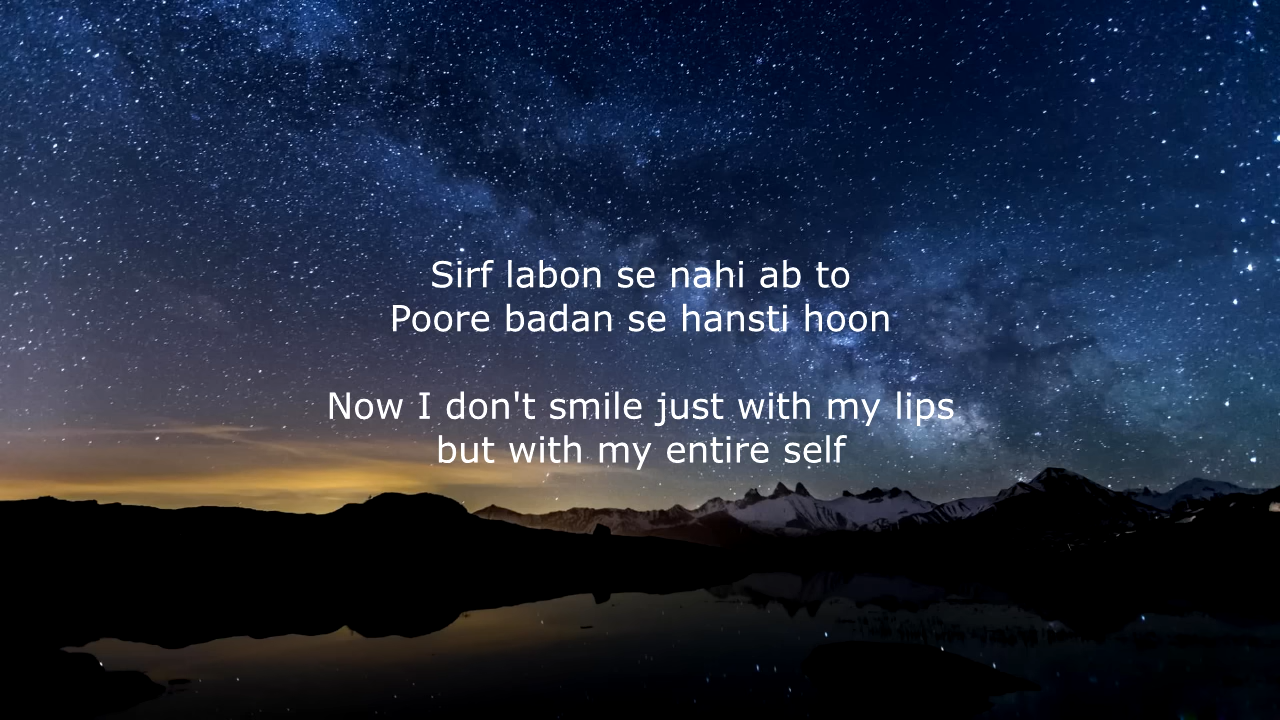 Sirf labon se nahi ab to
Poore badan se hansti hoon
Now I don't smile just with my lips
but with my entire self